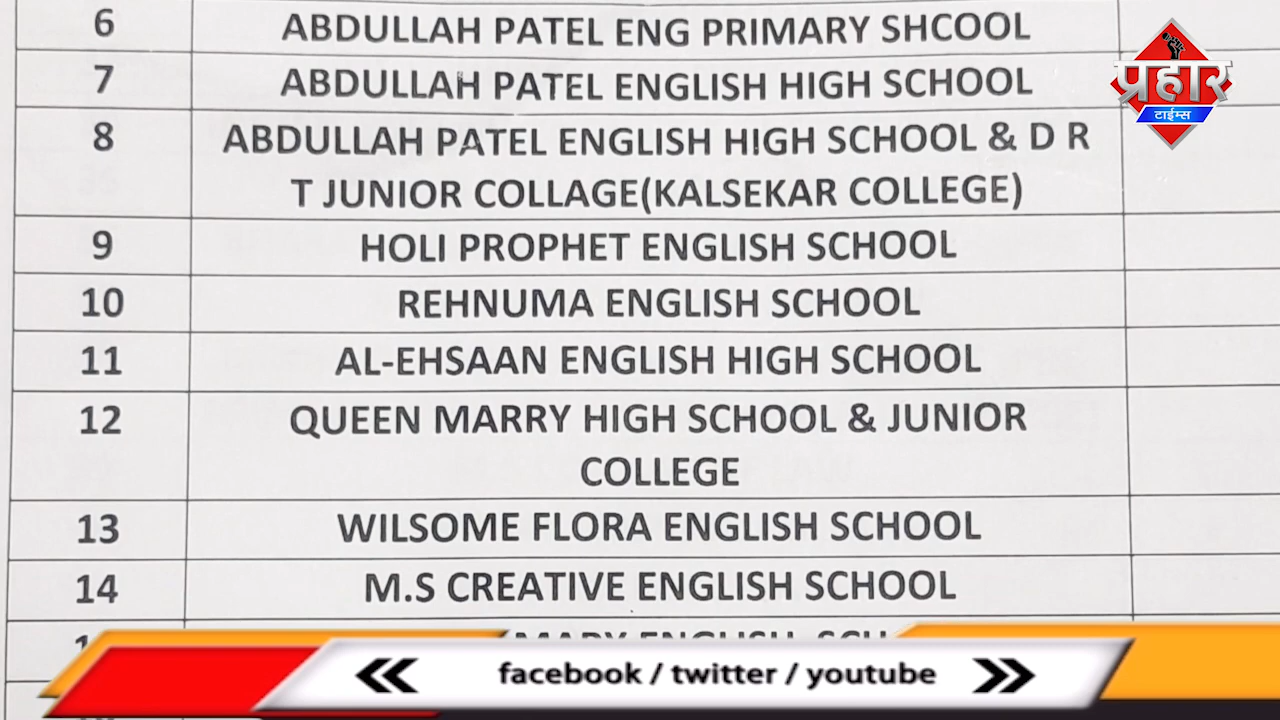 6 ABDULLAH PATEL ENG PRIMARY SHCOOL
7 ABDULLAH PATEL ENGLISH HIGH SCHOOL
8 ABDULLAH PATEL ENGLISH HIGH SCHOOL & D R
T JUNIOR COLLAGE(KALSEKAR COLLEGE)
9 HOLI PROPHET ENGLISH SCHOOL
10 REHNUMA ENGLISH SCHOOL
11 AL-EHSAAN ENGLISH HIGH SCHOOL
12 QUEEN MARRY HIGH SCHOOL & JUNIOR
COLLEGE
13 WILSOME FLORA ENGLISH SCHOOL
14 M.S CREATIVE ENGLISH SCHOOL
MARY ENGLISH
प्रहार
टाईम्स
facebook / twitter / youtube